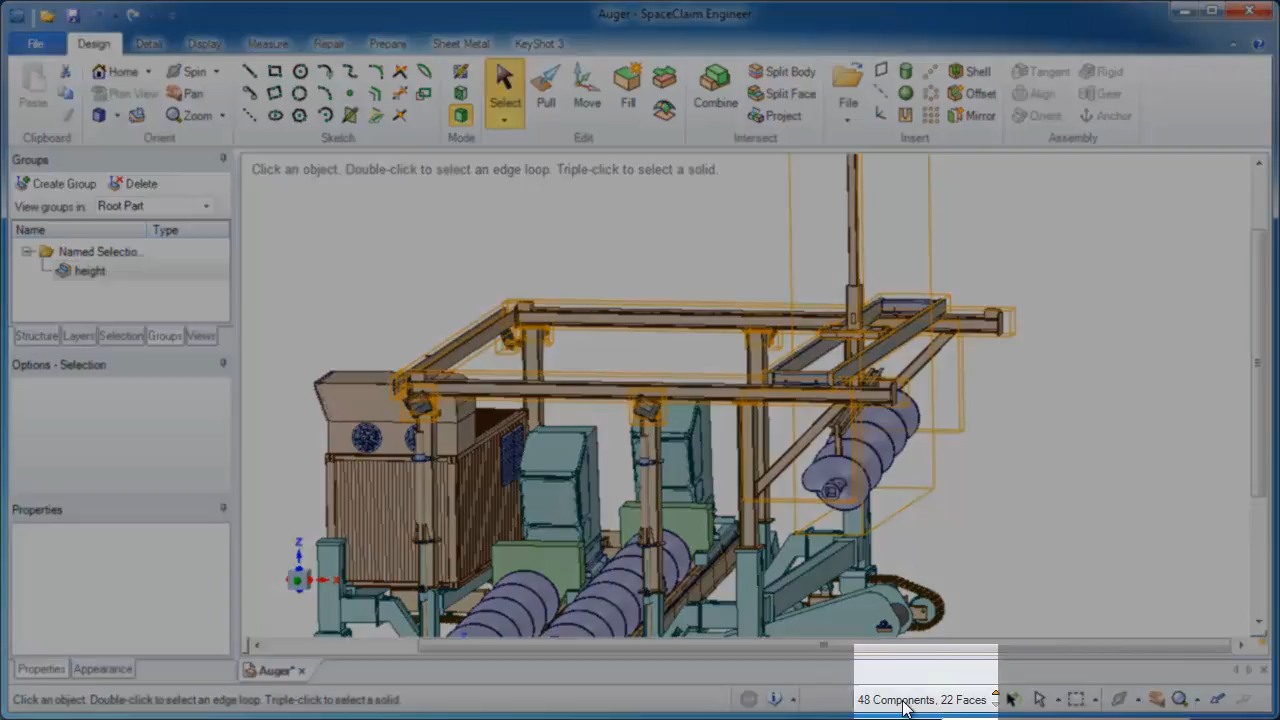 Auger - SpaceClaim Engineer
File Design Detail Display Measure Repair Prepare Sheet Metal KeyShot 3
Paste
Clipboard
Home Spin
Plan View Pan
Zoom
Orient
Sketch
Mode
Select Pull Move Fill
Edit
Combine Split Body
Split Face
Project
Intersect
File Shell
Offset
Mirror
Insert
Tangent Rigid
Align Gear
Orient Anchor
Assembly
Groups
Create Group Delete
View groups in: Root Part
Name Type
Named Selectio...
height
Structure Layers Selection Groups Views
Options - Selection
Properties
Properties Appearance
Click an object. Double-click to select an edge loop. Triple-click to select a solid.
Z
X
Z
Auger* ×
Click an object. Double-click to select an edge loop. Triple-click to select a solid.
48 Components, 22 Faces